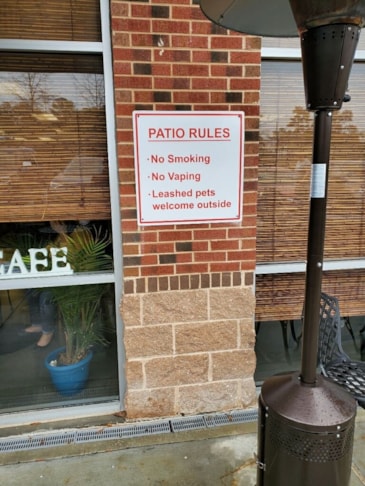 PATIO RULES
· No Smoking
· No Vaping
· Leashed pets
welcome outside
CAFE